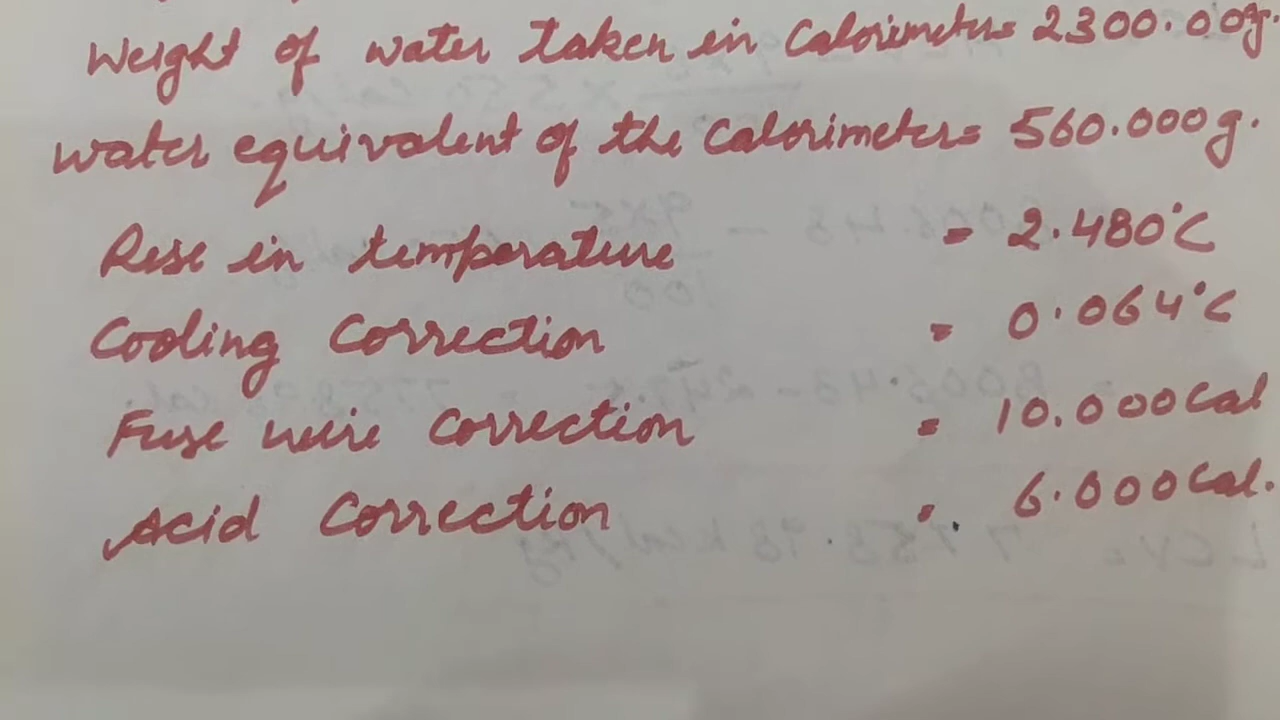 Weight of water taken in Calorimeter = 2300.00g.
water equivalent of the Calorimeter = 560.000g.
Rise in temperature = 2.480°C
Cooling Correction = 0.064°C
Fuse wire Correction = 10.000Cal
Acid Correction = 6.000Cal.